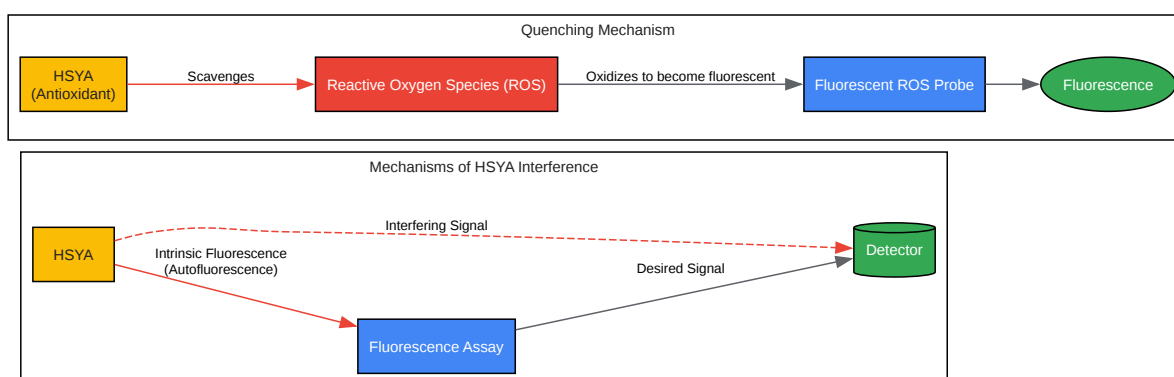 Quenching Mechanism
HSYA
(Antioxidant)
Scavenges
Reactive Oxygen Species (ROS)
Oxidizes to become fluorescent
Fluorescent ROS Probe
Fluorescence
Mechanisms of HSYA Interference
HSYA
Interfering Signal
Intrinsic Fluorescence
(Autofluorescence)
Desired Signal
Detector
Fluorescence Assay